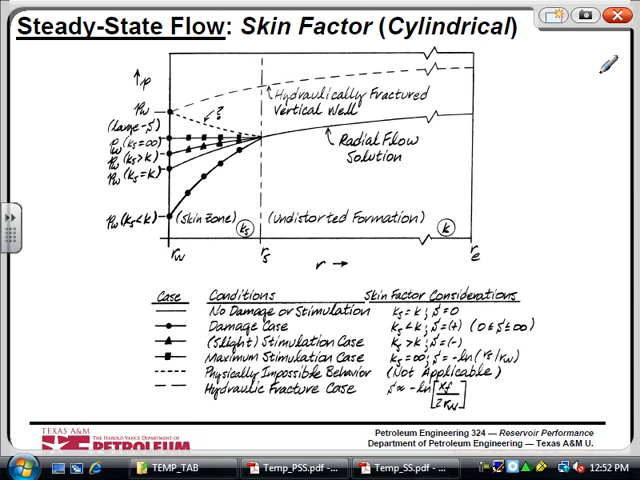 Steady-State Flow: Skin Factor (Cylindrical)
p
Hydraulically Fractured
Vertical Well
pw
(Large -S)
?
pw (ks=∞)
pw (ks>k)
pw (ks=k)
Radial Flow
Solution
pw (ks<k)
(Skin Zone)
ks
(Undistorted Formation)
k
rw
rs
r →
re
Case Conditions Skin Factor Considerations
No Damage or Stimulation ks=k; S=0
Damage Case ks<k; S=(+) (0≤S≤∞)
(Slight) Stimulation Case ks>k; S=(-)
Maximum Stimulation Case ks=∞; S=-ln(rs/rw)
Physically Impossible Behavior (Not Applicable)
Hydraulic Fracture Case S≈ -ln[xf/2rw]
TEXAS A&M
THE HAROLD VANCE DEPARTMENT OF
PETROLEUM
ENGINEERING
Petroleum Engineering 324 — Reservoir Performance
Department of Petroleum Engineering — Texas A&M U.
TEMP_TAB
Temp_PSS.pdf - ...
Temp_SS.pdf - Ad...
12:52 PM